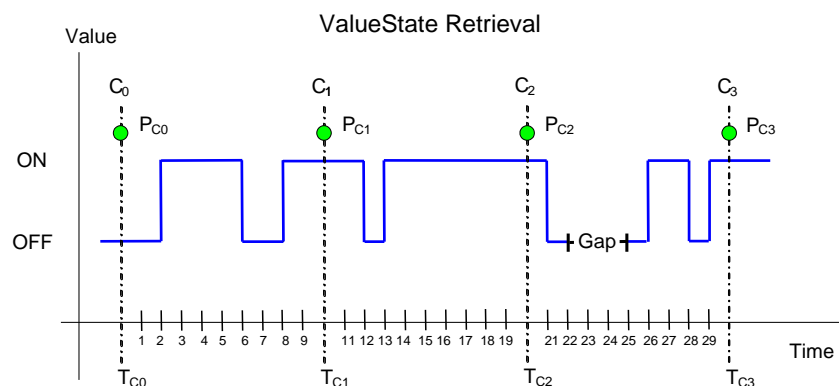 ValueState Retrieval
Value
C0 C1 C2 C3
PC0 PC1 PC2 PC3
ON
OFF Gap
1 2 3 4 5 6 7 8 9 11 12 13 14 15 16 17 18 19 21 22 23 24 25 26 27 28 29
Time
TC0 TC1 TC2 TC3